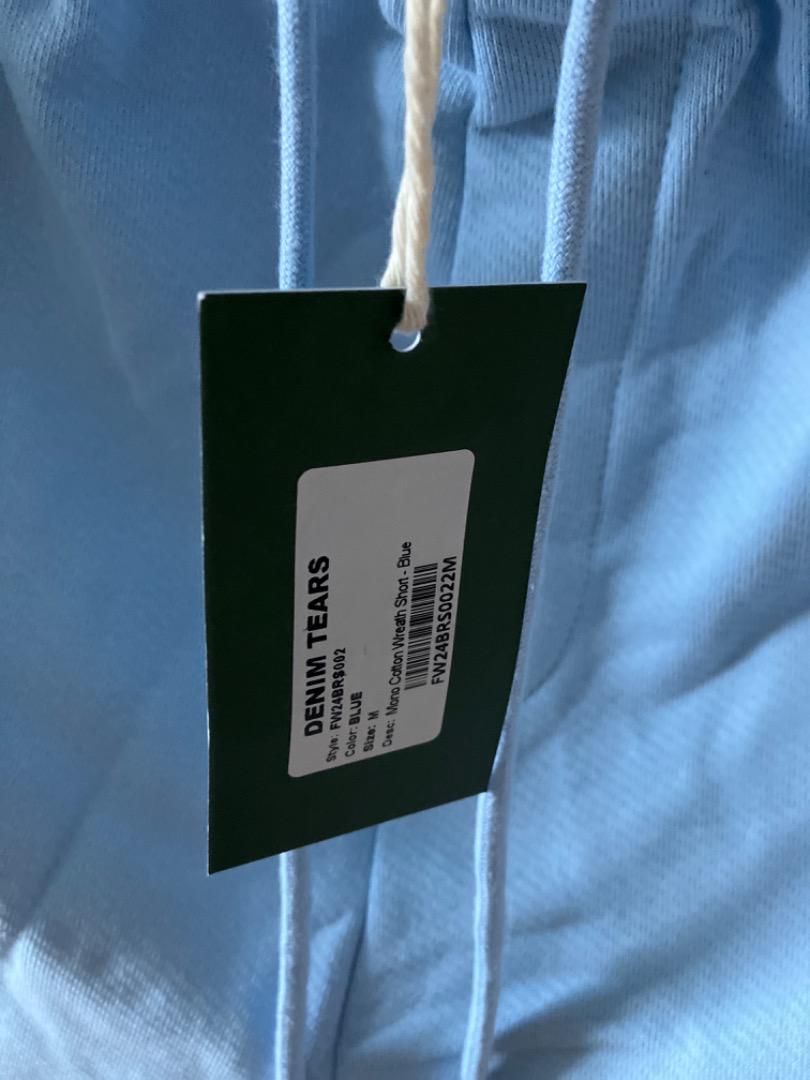 DENIM TEARS
Style: FW24BRS002
Color: BLUE
Size: M
Desc: Mono Cotton Wreath Short - Blue
FW24BRS0022M